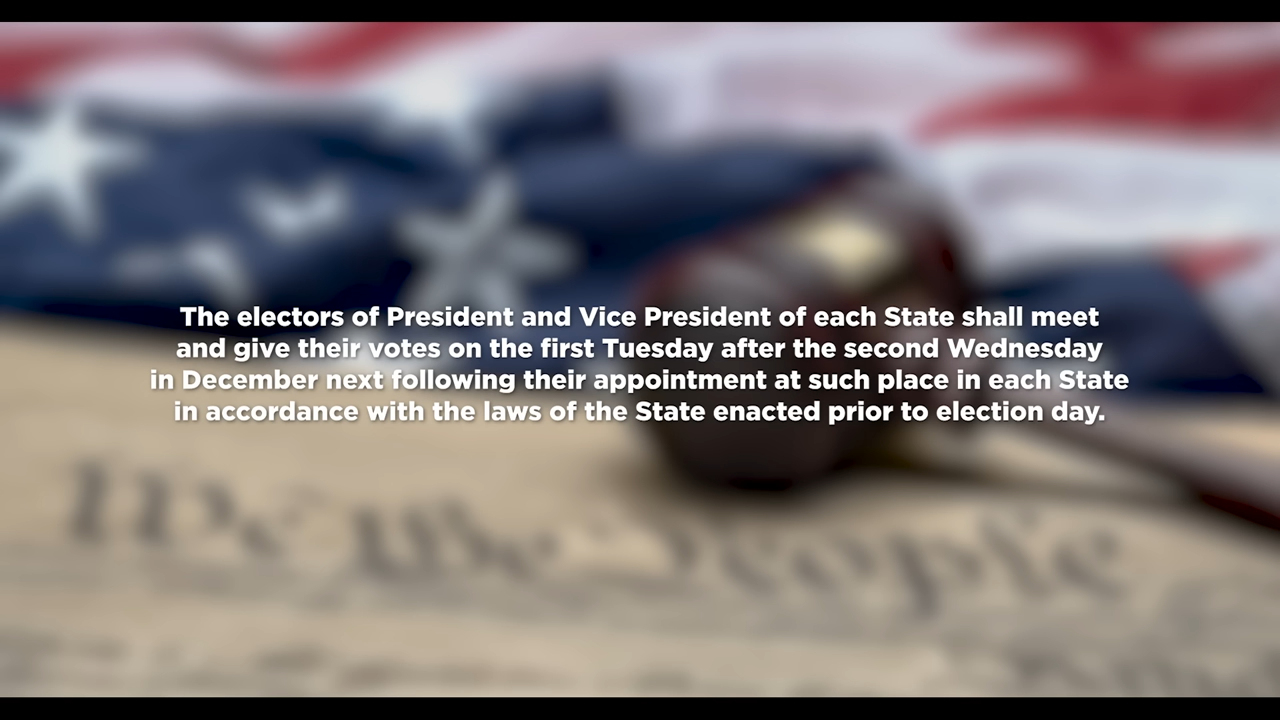 The electors of President and Vice President of each State shall meet
and give their votes on the first Tuesday after the second Wednesday
in December next following their appointment at such place in each State
in accordance with the laws of the State enacted prior to election day.
We the People